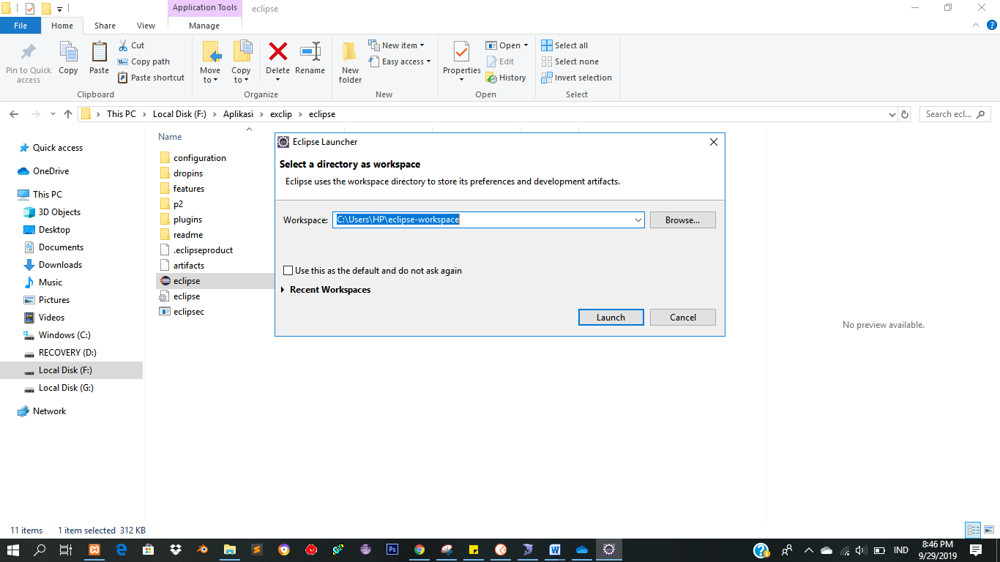 Application Tools
eclipse
File
Home
Share
View
Manage
Pin to Quick access
Copy
Paste
Cut
Copy path
Paste shortcut
Move to
Copy to
Delete
Rename
New folder
New item
Easy access
Properties
Open
Edit
History
Select all
Select none
Invert selection
Clipboard
Organize
New
Open
Select
This PC
Local Disk (F:)
Aplikasi
exclip
eclipse
Search ecl...
Quick access
OneDrive
This PC
3D Objects
Desktop
Documents
Downloads
Music
Pictures
Videos
Windows (C:)
RECOVERY (D:)
Local Disk (F:)
Local Disk (G:)
Network
Name
configuration
dropins
features
p2
plugins
readme
.eclipseproduct
artifacts
eclipse
eclipse
eclipsec
Eclipse Launcher
Select a directory as workspace
Eclipse uses the workspace directory to store its preferences and development artifacts.
Workspace:
C:\Users\HP\eclipse-workspace
Browse...
Use this as the default and do not ask again
Recent Workspaces
Launch
Cancel
No preview available.
11 items
1 item selected 312 KB
Ps
IND
8:46 PM
9/29/2019